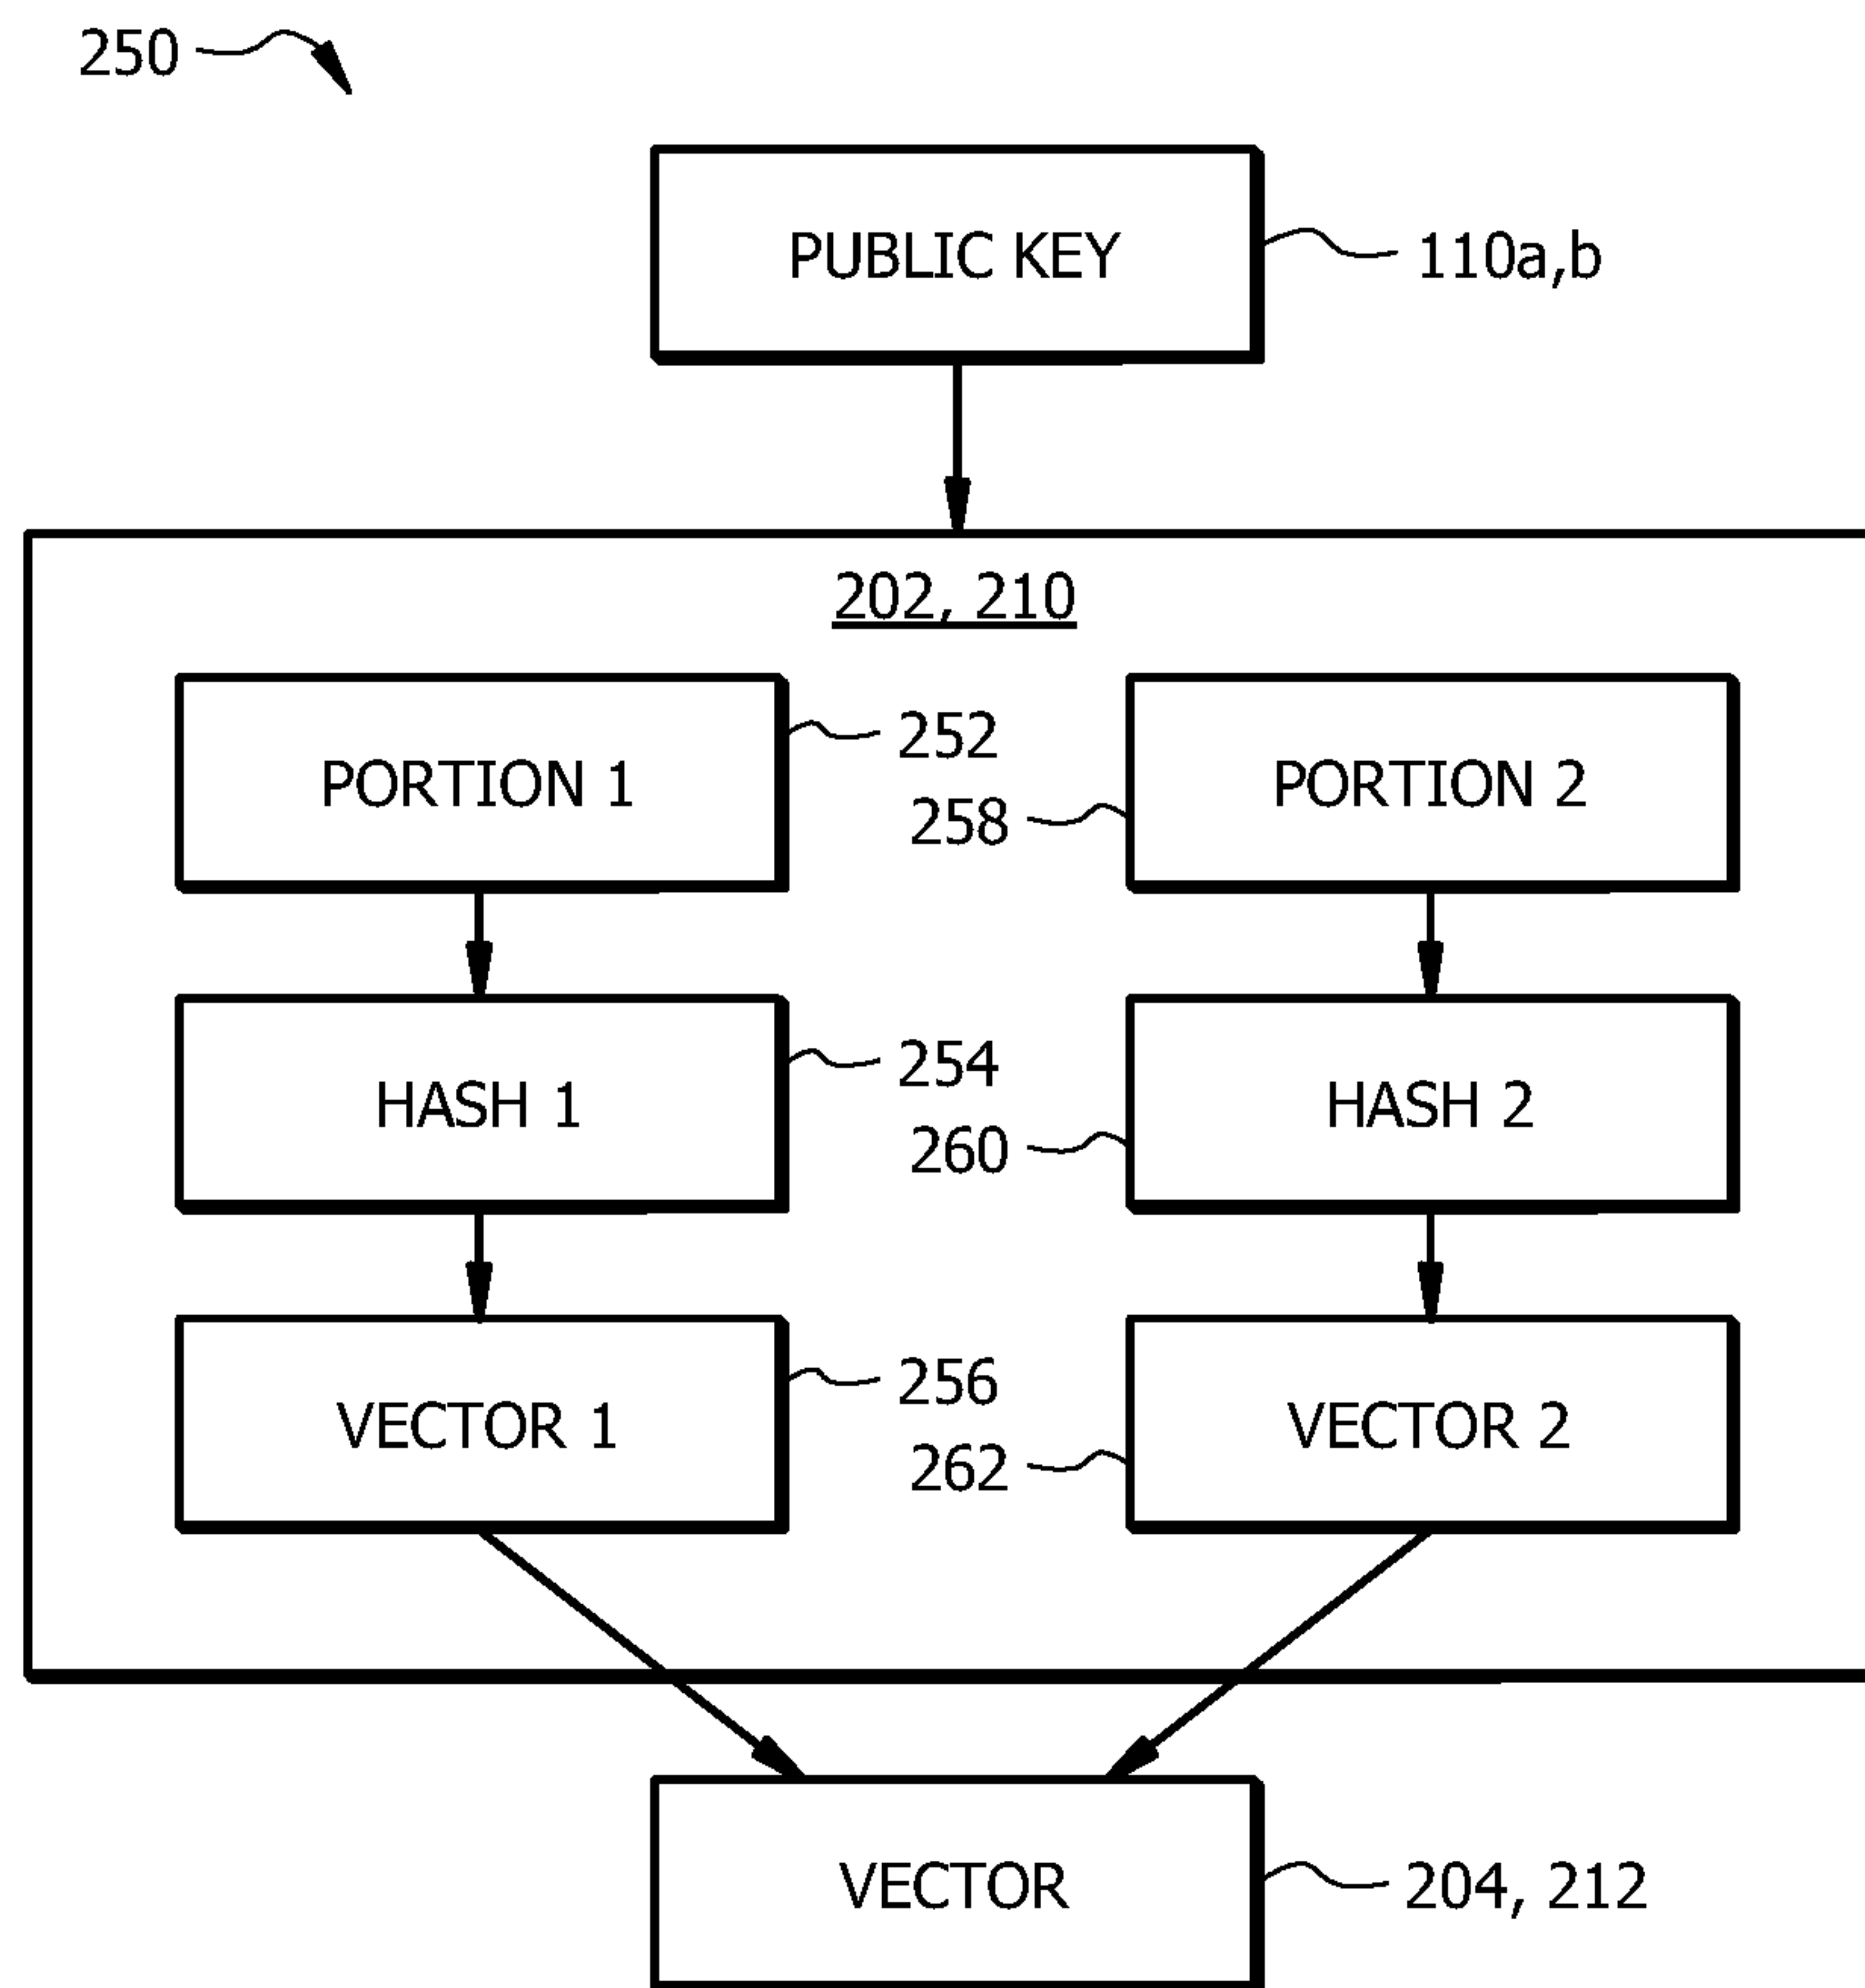 250
PUBLIC KEY
110a,b
202, 210
PORTION 1
252
258
PORTION 2
HASH 1
254
260
HASH 2
VECTOR 1
256
262
VECTOR 2
VECTOR
204, 212